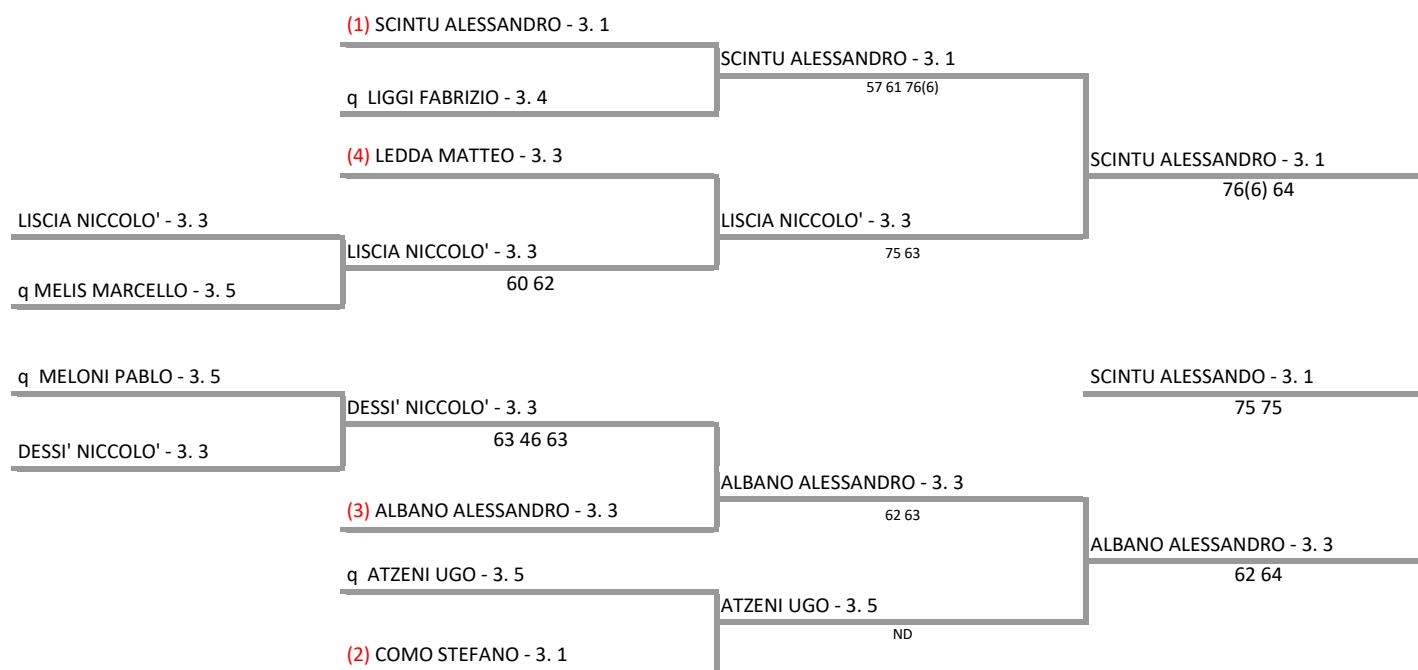 (1) SCINTU ALESSANDRO - 3. 1
SCINTU ALESSANDRO - 3. 1
57 61 76(6)
q LIGGI FABRIZIO - 3. 4
(4) LEDDA MATTEO - 3. 3
SCINTU ALESSANDRO - 3. 1
76(6) 64
LISCIA NICCOLO' - 3. 3
LISCIA NICCOLO' - 3. 3
75 63
LISCIA NICCOLO' - 3. 3
60 62
q MELIS MARCELLO - 3. 5
q MELONI PABLO - 3. 5
SCINTU ALESSANDO - 3. 1
75 75
DESSI' NICCOLO' - 3. 3
63 46 63
DESSI' NICCOLO' - 3. 3
ALBANO ALESSANDRO - 3. 3
62 63
(3) ALBANO ALESSANDRO - 3. 3
ALBANO ALESSANDRO - 3. 3
62 64
q ATZENI UGO - 3. 5
ATZENI UGO - 3. 5
ND
(2) COMO STEFANO - 3. 1